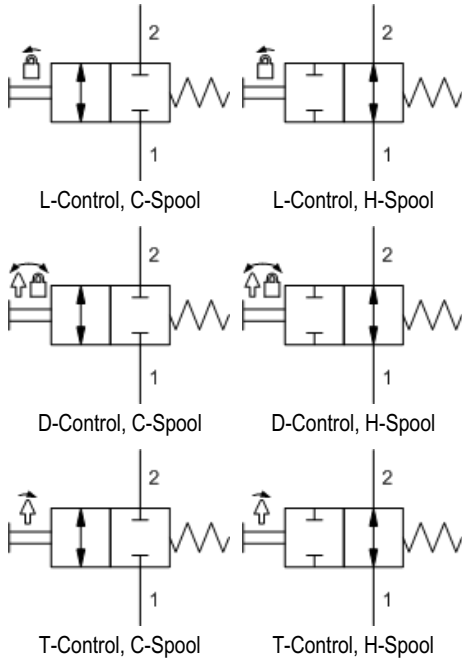 2 2
1 1
L-Control, C-Spool L-Control, H-Spool
2 2
1 1
D-Control, C-Spool D-Control, H-Spool
2 2
1 1
T-Control, C-Spool T-Control, H-Spool